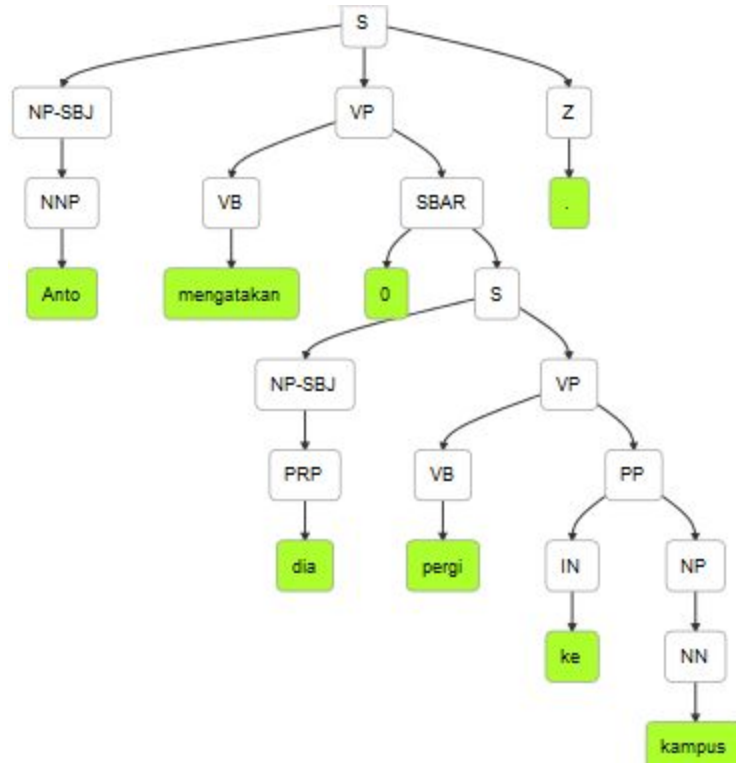 S
NP-SBJ VP Z
NNP VB SBAR .
Anto mengatakan 0 S
NP-SBJ VP
PRP VB PP
dia pergi IN NP
ke NN
kampus